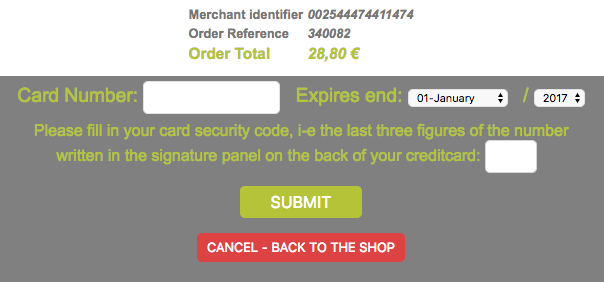 Merchant identifier 002544474411474
Order Reference 340082
Order Total 28,80 €
Card Number: Expires end: 01-January / 2017
Please fill in your card security code, i-e the last three figures of the number
written in the signature panel on the back of your creditcard:
SUBMIT
CANCEL - BACK TO THE SHOP